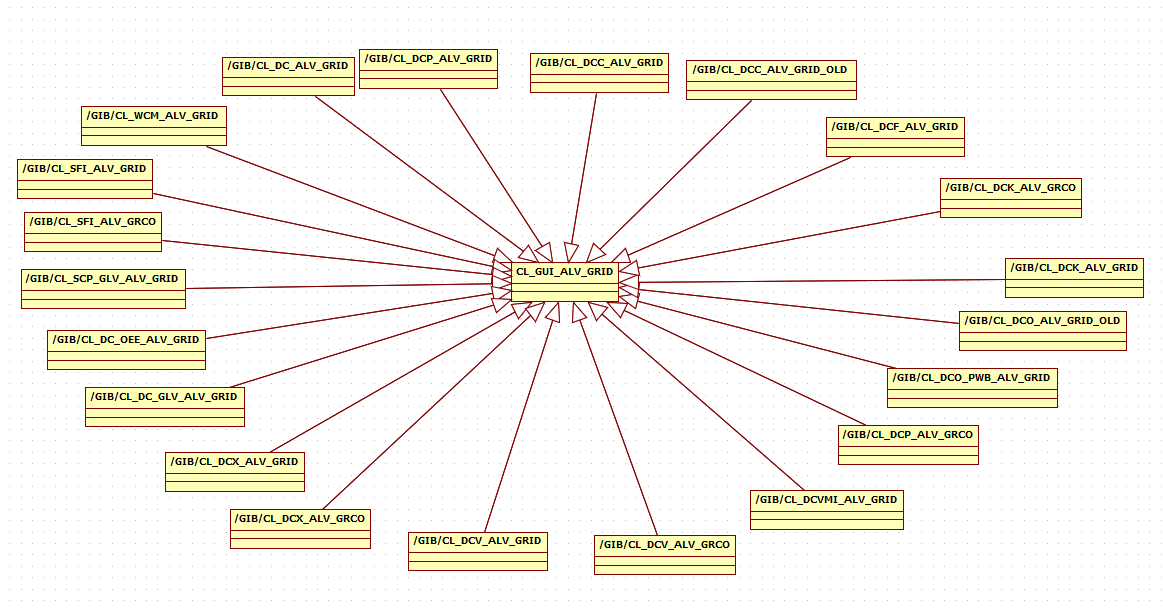 /GIB/CL_DC_ALV_GRID
/GIB/CL_DCP_ALV_GRID
/GIB/CL_DCC_ALV_GRID
/GIB/CL_DCC_ALV_GRID_OLD
/GIB/CL_WCM_ALV_GRID
/GIB/CL_DCF_ALV_GRID
/GIB/CL_SFI_ALV_GRID
/GIB/CL_DCK_ALV_GRCO
/GIB/CL_SFI_ALV_GRCO
CL_GUI_ALV_GRID
/GIB/CL_DCK_ALV_GRID
/GIB/CL_SCP_GLV_ALV_GRID
/GIB/CL_DCO_ALV_GRID_OLD
/GIB/CL_DC_OEE_ALV_GRID
/GIB/CL_DCO_PWB_ALV_GRID
/GIB/CL_DC_GLV_ALV_GRID
/GIB/CL_DCP_ALV_GRCO
/GIB/CL_DCX_ALV_GRID
/GIB/CL_DCVMI_ALV_GRID
/GIB/CL_DCX_ALV_GRCO
/GIB/CL_DCV_ALV_GRID
/GIB/CL_DCV_ALV_GRCO